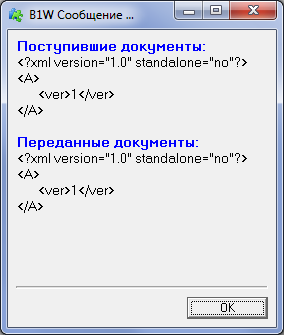 B1W Сообщение ...
Поступившие документы:
<?xml version="1.0" standalone="no"?>
<A>
<ver>1</ver>
</A>
Переданные документы:
<?xml version="1.0" standalone="no"?>
<A>
<ver>1</ver>
</A>
OK